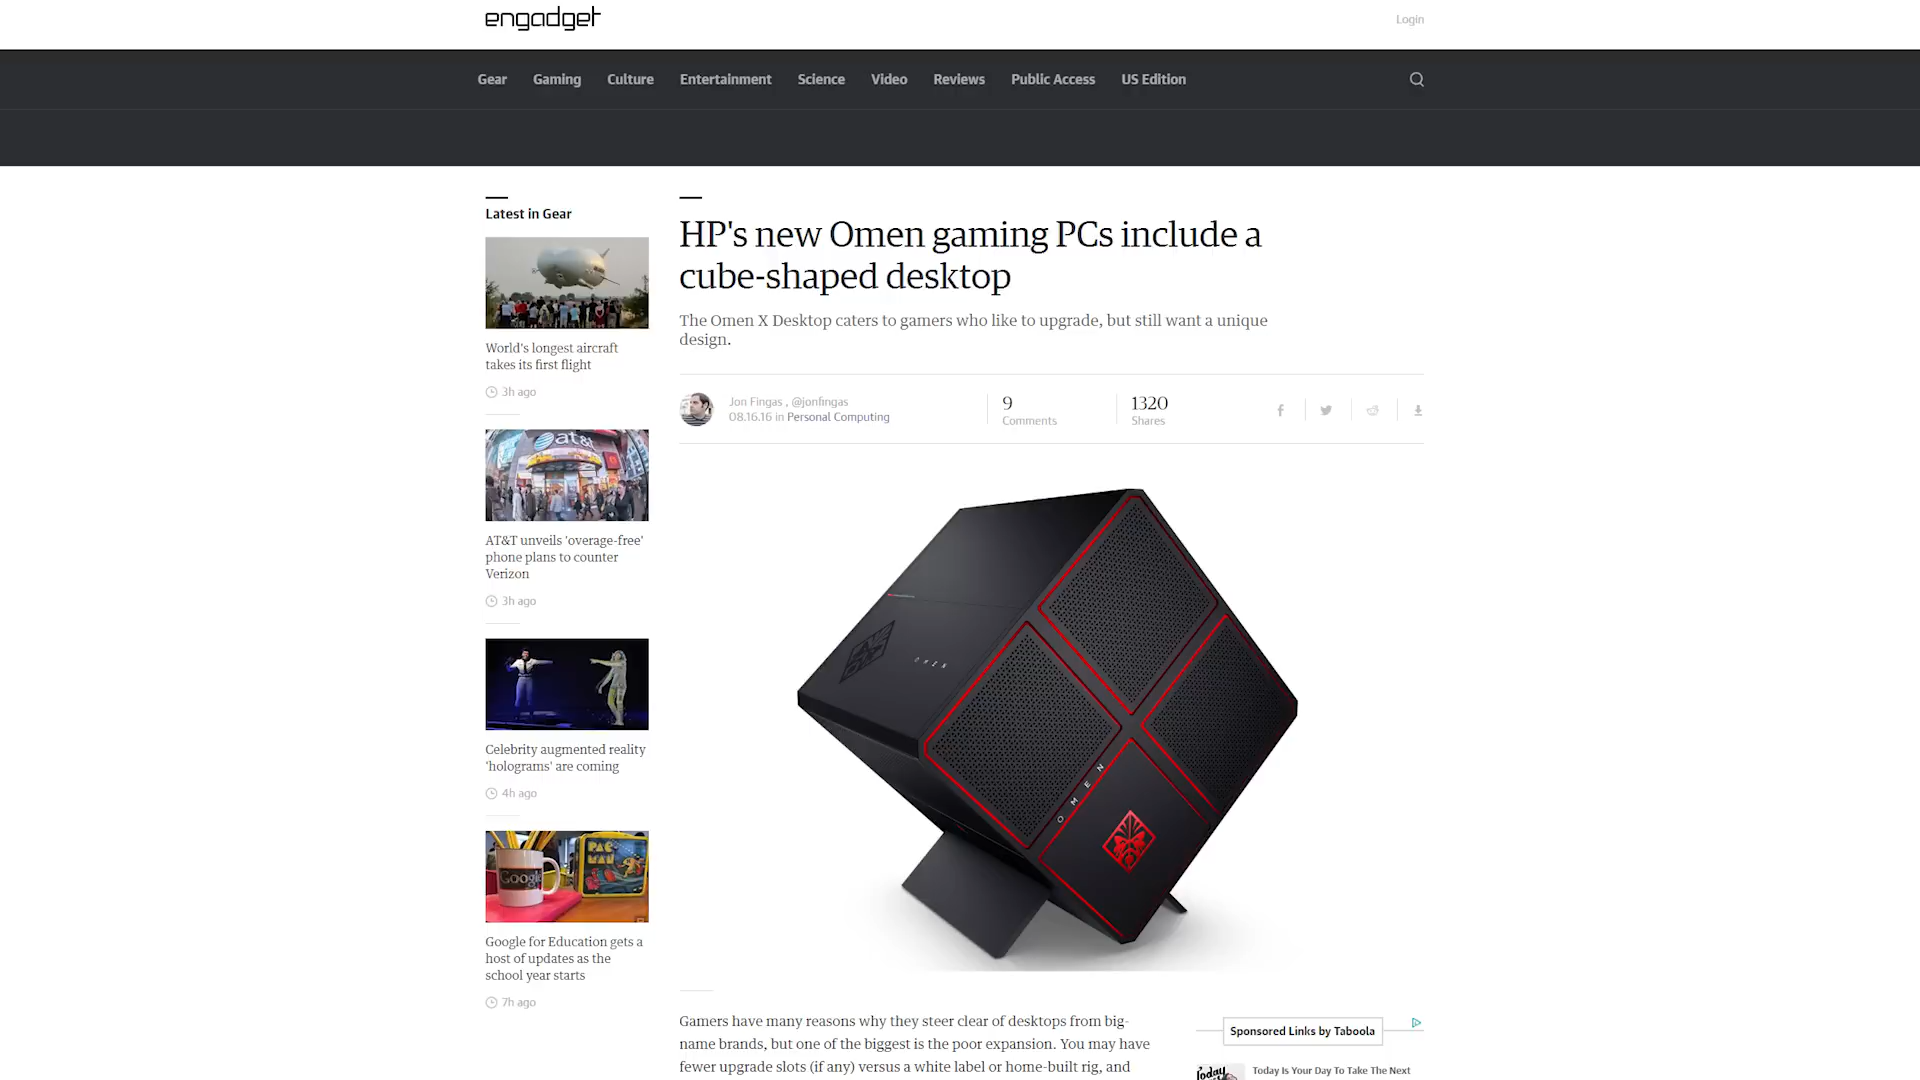 engadget
Login
Gear Gaming Culture Entertainment Science Video Reviews Public Access US Edition
Latest in Gear
World's longest aircraft
takes its first flight
3h ago
at&t
AT&T unveils 'overage-free'
phone plans to counter
Verizon
3h ago
Celebrity augmented reality
'holograms' are coming
4h ago
Google
PAC
MAN
Google for Education gets a
host of updates as the
school year starts
7h ago
HP's new Omen gaming PCs include a
cube-shaped desktop
The Omen X Desktop caters to gamers who like to upgrade, but still want a unique
design.
Jon Fingas , @jonfingas
08.16.16 in Personal Computing
9
Comments
1320
Shares
OMEN
OMEN
Gamers have many reasons why they steer clear of desktops from big-
name brands, but one of the biggest is the poor expansion. You may have
fewer upgrade slots (if any) versus a white label or home-built rig, and
Sponsored Links by Taboola
Today
Today Is Your Day To Take The Next